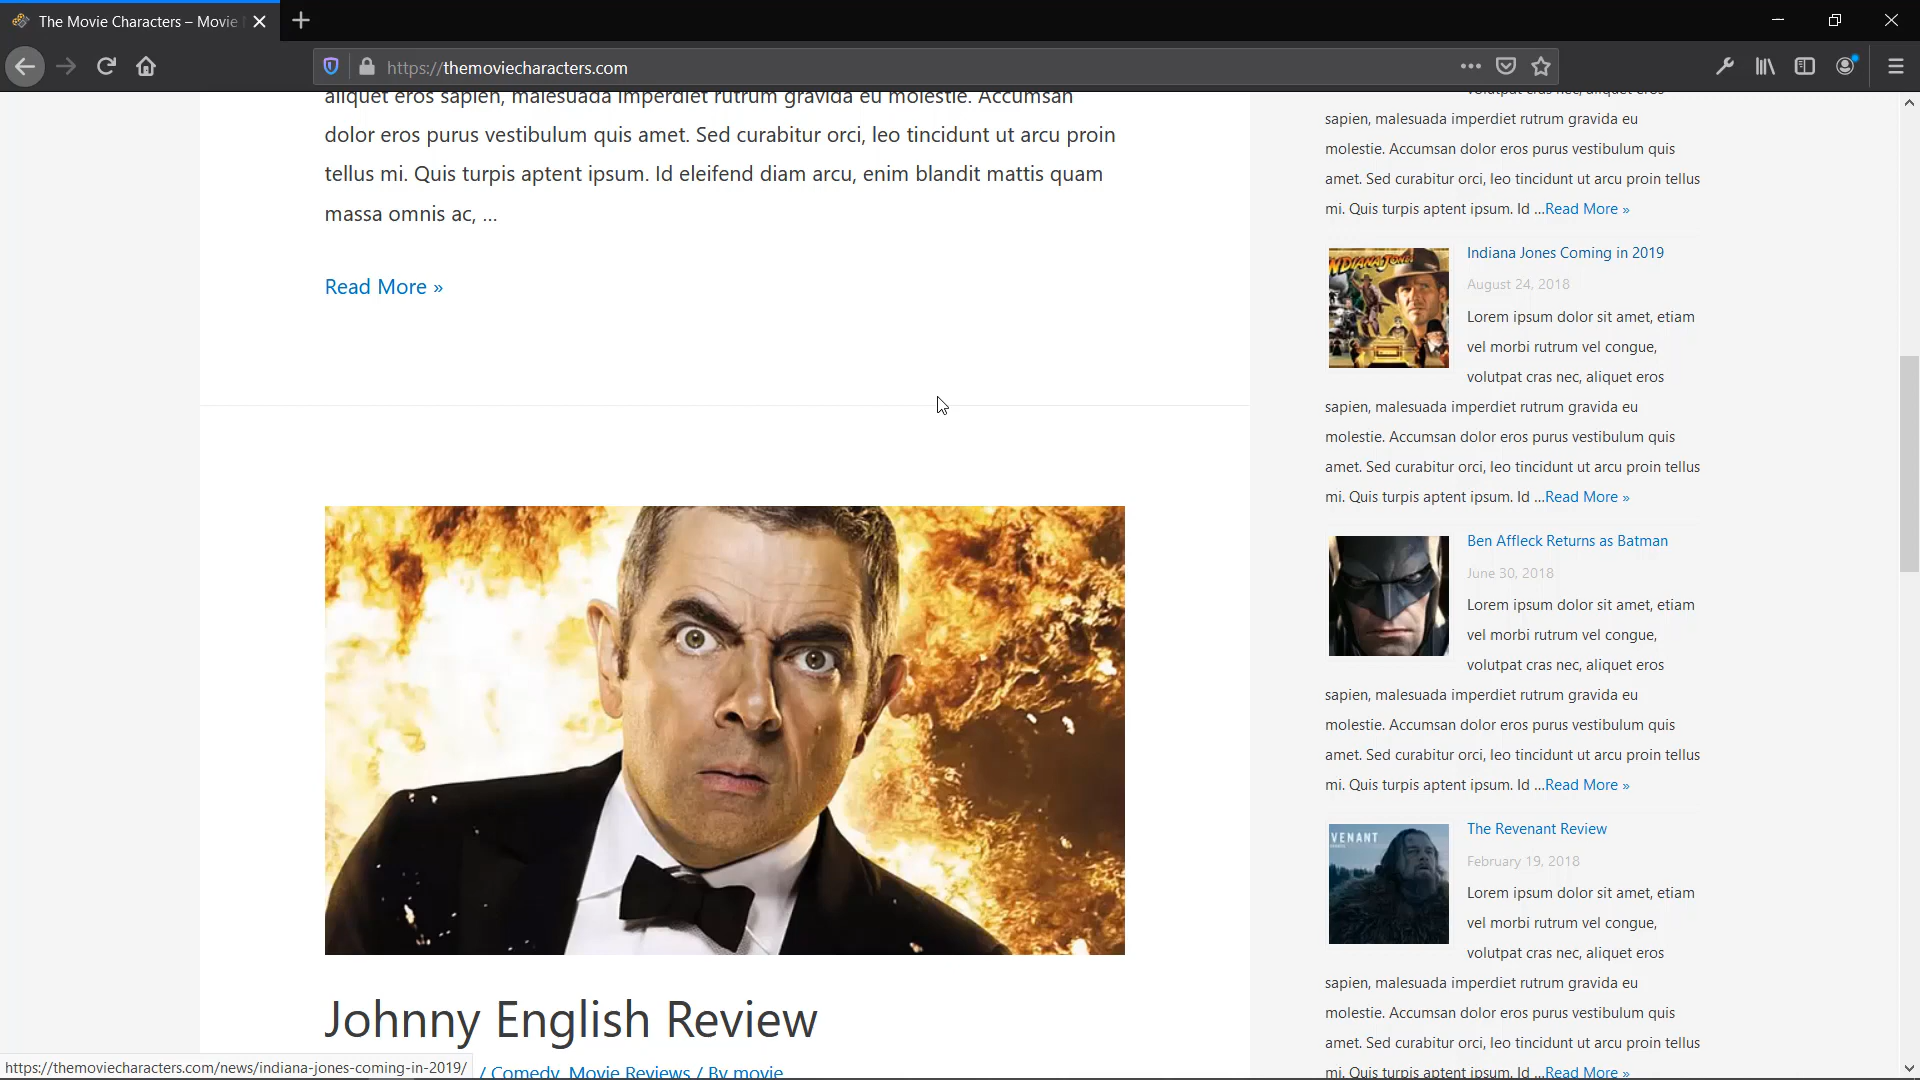 The Movie Characters – Movie
https://themoviecharacters.com
aliquet eros sapien, malesuada imperdiet rutrum gravida eu molestie. Accumsan
dolor eros purus vestibulum quis amet. Sed curabitur orci, leo tincidunt ut arcu proin
tellus mi. Quis turpis aptent ipsum. Id eleifend diam arcu, enim blandit mattis quam
massa omnis ac, ...
Read More »
Johnny English Review
/ Comedy, Movie Reviews / By movie
volutpat cras nec, aliquet eros
sapien, malesuada imperdiet rutrum gravida eu
molestie. Accumsan dolor eros purus vestibulum quis
amet. Sed curabitur orci, leo tincidunt ut arcu proin tellus
mi. Quis turpis aptent ipsum. Id ...Read More »
INDIANA JONES
Indiana Jones Coming in 2019
August 24, 2018
Lorem ipsum dolor sit amet, etiam
vel morbi rutrum vel congue,
volutpat cras nec, aliquet eros
sapien, malesuada imperdiet rutrum gravida eu
molestie. Accumsan dolor eros purus vestibulum quis
amet. Sed curabitur orci, leo tincidunt ut arcu proin tellus
mi. Quis turpis aptent ipsum. Id ...Read More »
Ben Affleck Returns as Batman
June 30, 2018
Lorem ipsum dolor sit amet, etiam
vel morbi rutrum vel congue,
volutpat cras nec, aliquet eros
sapien, malesuada imperdiet rutrum gravida eu
molestie. Accumsan dolor eros purus vestibulum quis
amet. Sed curabitur orci, leo tincidunt ut arcu proin tellus
mi. Quis turpis aptent ipsum. Id ...Read More »
VENANT
The Revenant Review
February 19, 2018
Lorem ipsum dolor sit amet, etiam
vel morbi rutrum vel congue,
volutpat cras nec, aliquet eros
sapien, malesuada imperdiet rutrum gravida eu
molestie. Accumsan dolor eros purus vestibulum quis
amet. Sed curabitur orci, leo tincidunt ut arcu proin tellus
mi. Quis turpis aptent ipsum. Id ...Read More »
https://themoviecharacters.com/news/indiana-jones-coming-in-2019/